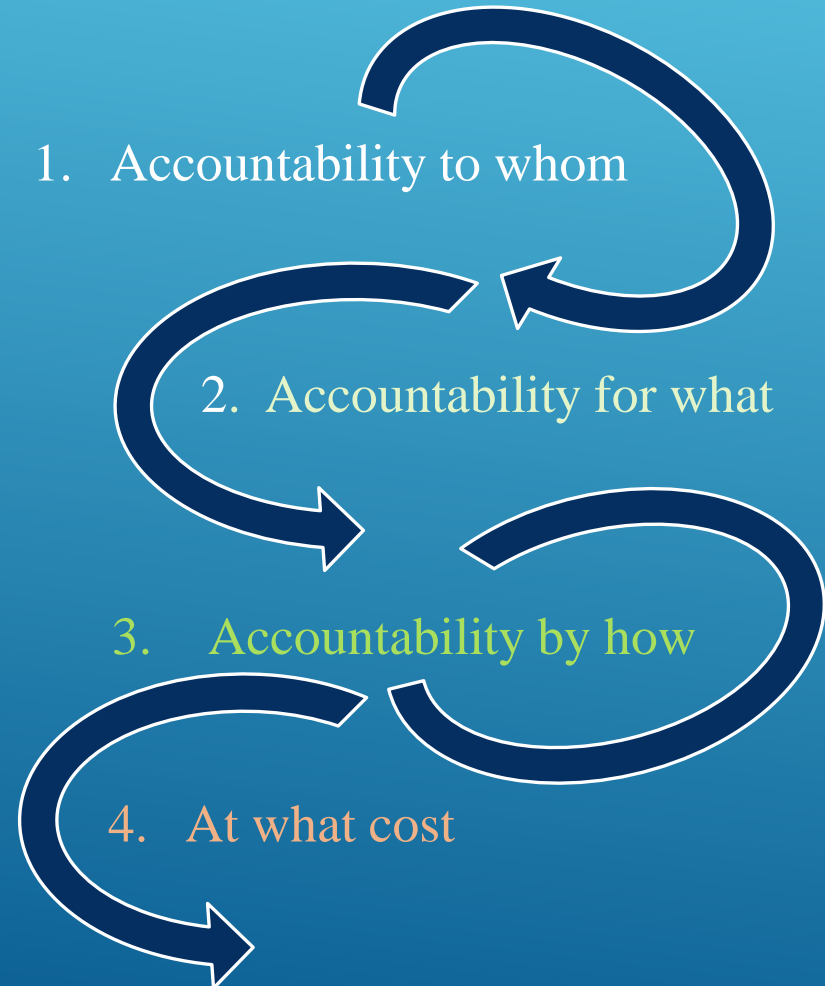 1. Accountability to whom
2. Accountability for what
3. Accountability by how
4. At what cost